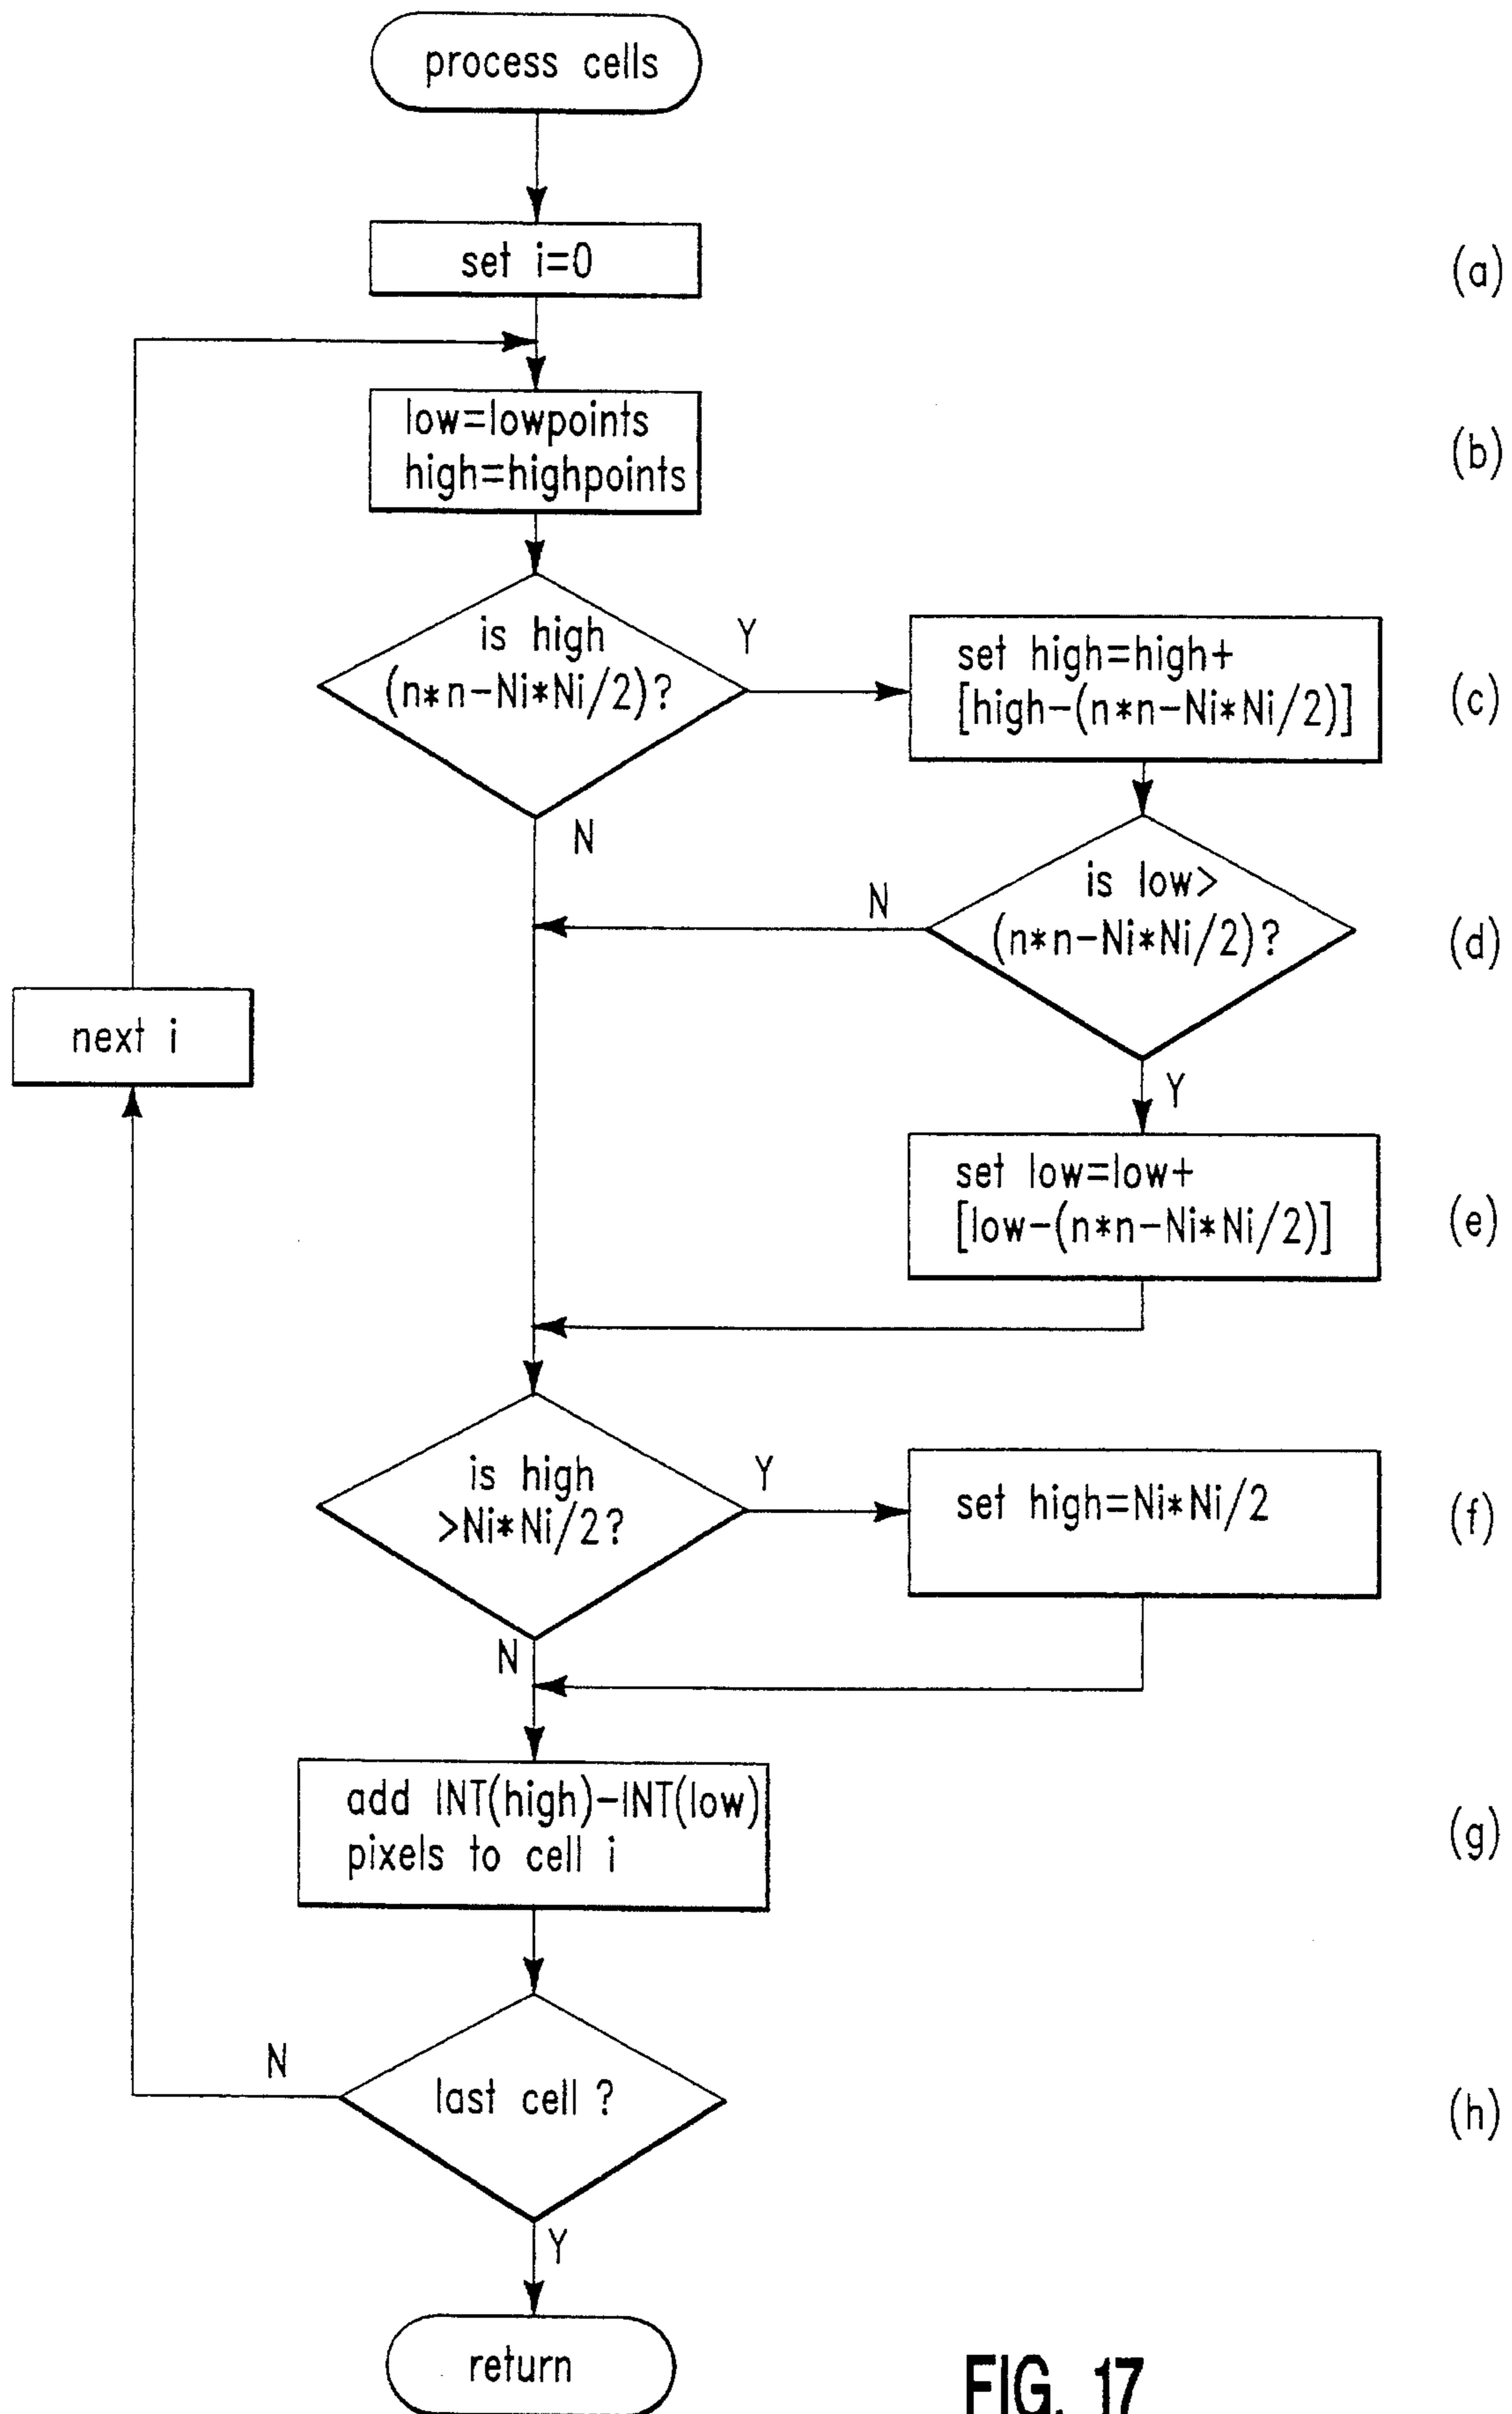 process cells
set i=0
(a)
low=lowpoints
high=highpoints
(b)
is high
(n*n-Ni*Ni/2)?
Y
N
set high=high+
[high-(n*n-Ni*Ni/2)]
(c)
is low>
(n*n-Ni*Ni/2)?
N
Y
(d)
next i
set low=low+
[low-(n*n-Ni*Ni/2)]
(e)
is high
>Ni*Ni/2?
Y
N
set high=Ni*Ni/2
(f)
add INT(high)-INT(low)
pixels to cell i
(g)
last cell ?
N
Y
(h)
return
FIG. 17